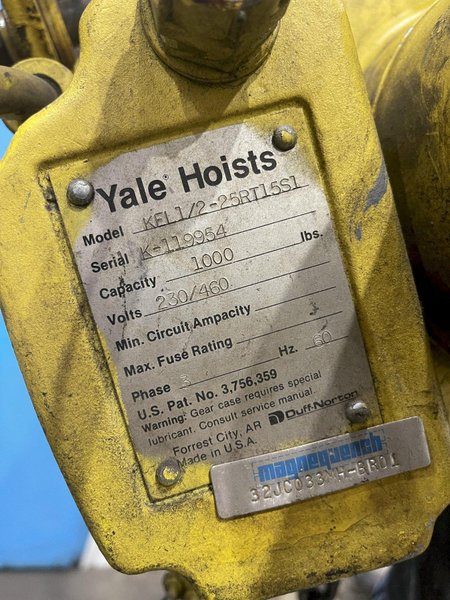 Yale Hoists
Model KEL1/2-25RT15S1
Serial K-119954
Capacity 1000 lbs.
Volts 230/460
Min. Circuit Ampacity
Max. Fuse Rating
Phase 3 Hz. 60
U.S. Pat. No. 3,756,359
Warning: Gear case requires special
lubricant. Consult service manual.
Forrest City, AR Duff-Norton
Made in U.S.A.
magnequench